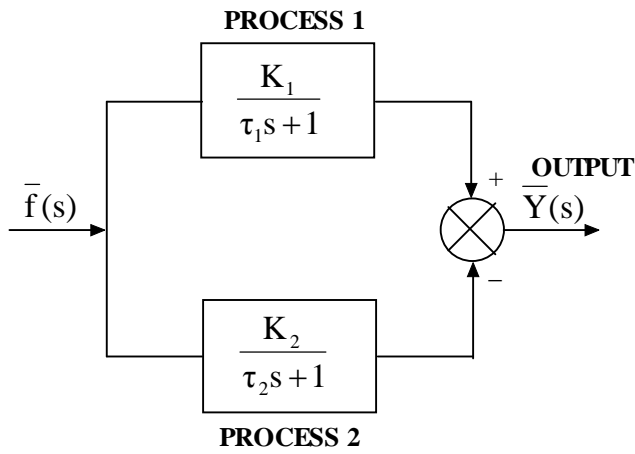 PROCESS 1
K₁
τ₁s + 1
f̅(s)
+
OUTPUT
Y̅(s)
−
K₂
τ₂s + 1
PROCESS 2